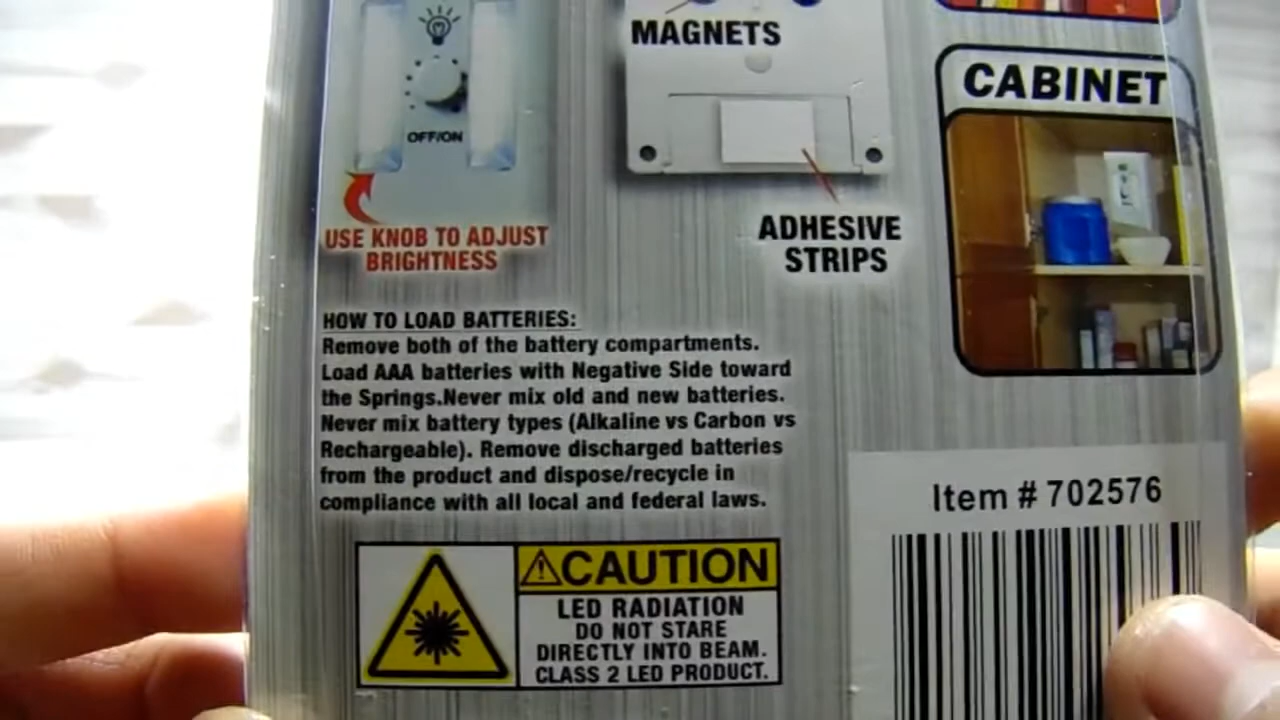 MAGNETS
OFF/ON
USE KNOB TO ADJUST
BRIGHTNESS
ADHESIVE
STRIPS
CABINET
HOW TO LOAD BATTERIES:
Remove both of the battery compartments.
Load AAA batteries with Negative Side toward
the Springs.Never mix old and new batteries.
Never mix battery types (Alkaline vs Carbon vs
Rechargeable). Remove discharged batteries
from the product and dispose/recycle in
compliance with all local and federal laws.
Item # 702576
CAUTION
LED RADIATION
DO NOT STARE
DIRECTLY INTO BEAM.
CLASS 2 LED PRODUCT.